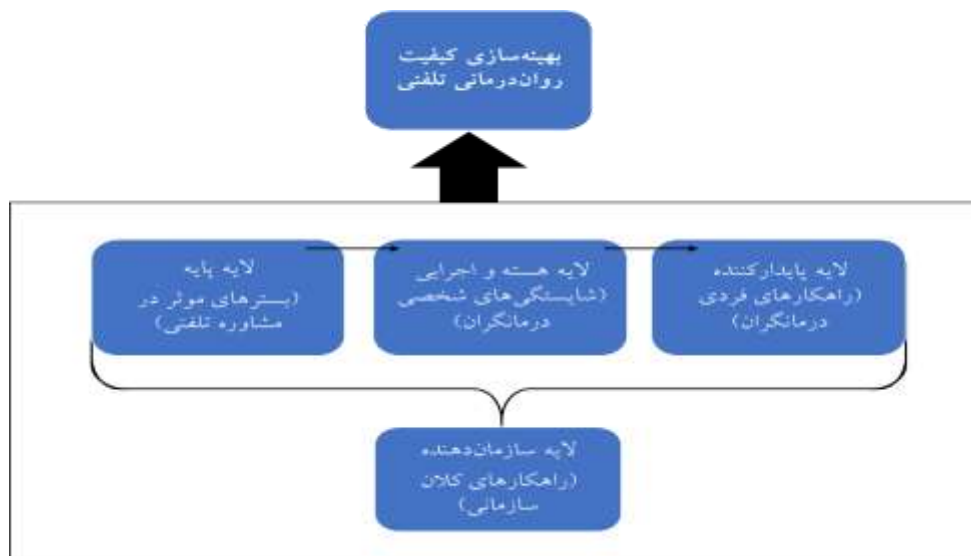 بهینه‌سازی کیفیت
روان‌درمانی تلفنی
لایه پایه
(بسترهای موثر در
مشاوره تلفنی)
لایه هسته و اجرایی
(شایستگی‌های شخصی
درمانگران)
لایه پایدارکننده
(راهکارهای فردی
درمانگران)
لایه سازمان‌دهنده
(راهکارهای کلان
سازمانی)